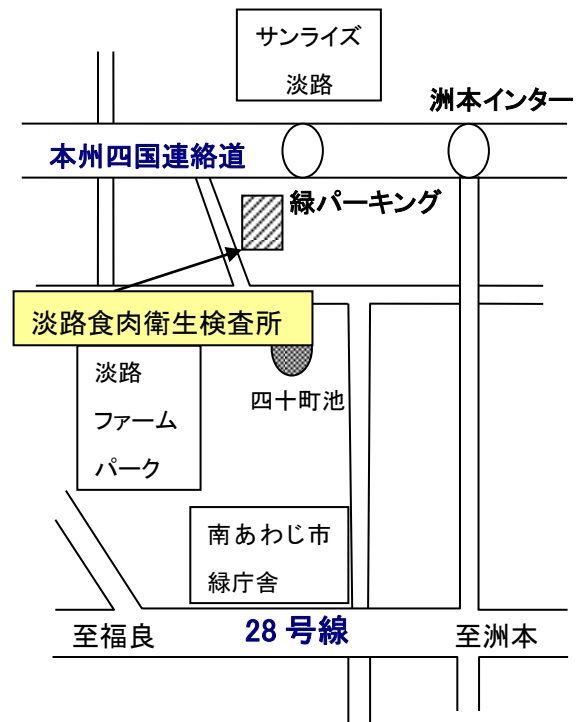 サンライズ
淡路
洲本インター
本州四国連絡道
緑パーキング
淡路食肉衛生検査所
淡路
ファーム
パーク
四十町池
南あわじ市
緑庁舎
至福良
28 号線
至洲本